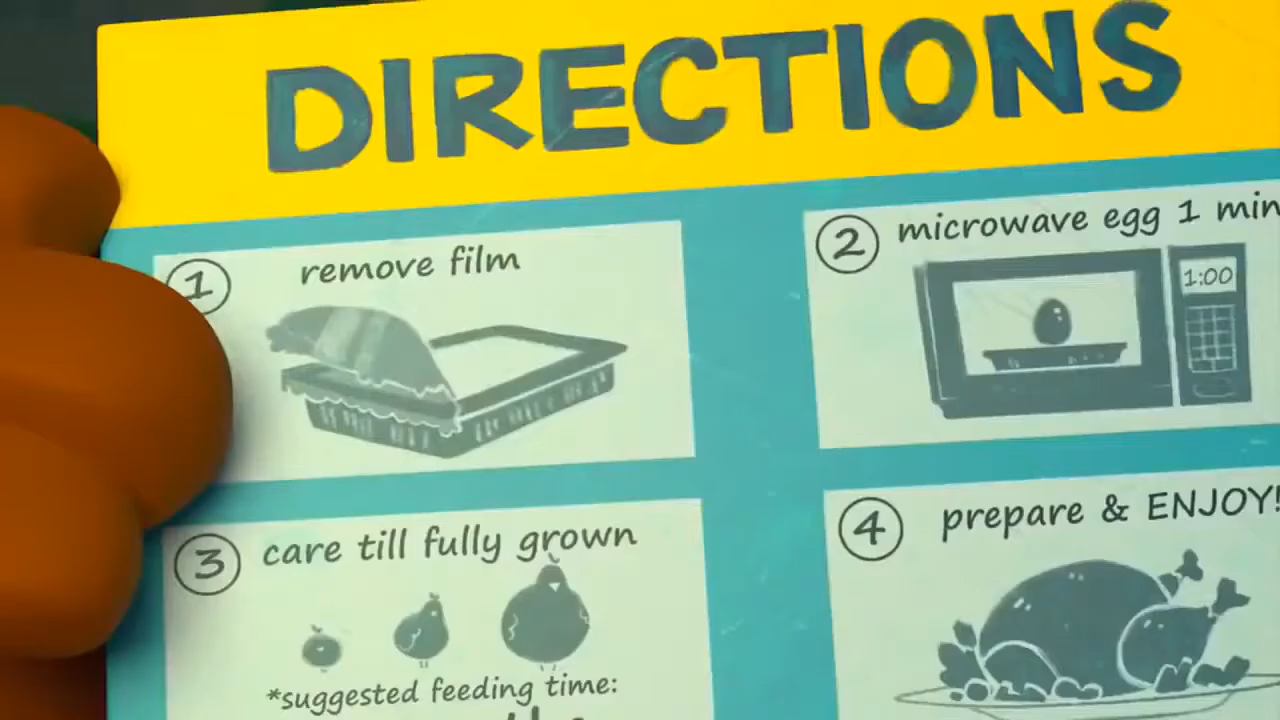 DIRECTIONS
1 remove film
2 microwave egg 1 min
1:00
3 care till fully grown
*suggested feeding time:
4 prepare & ENJOY!